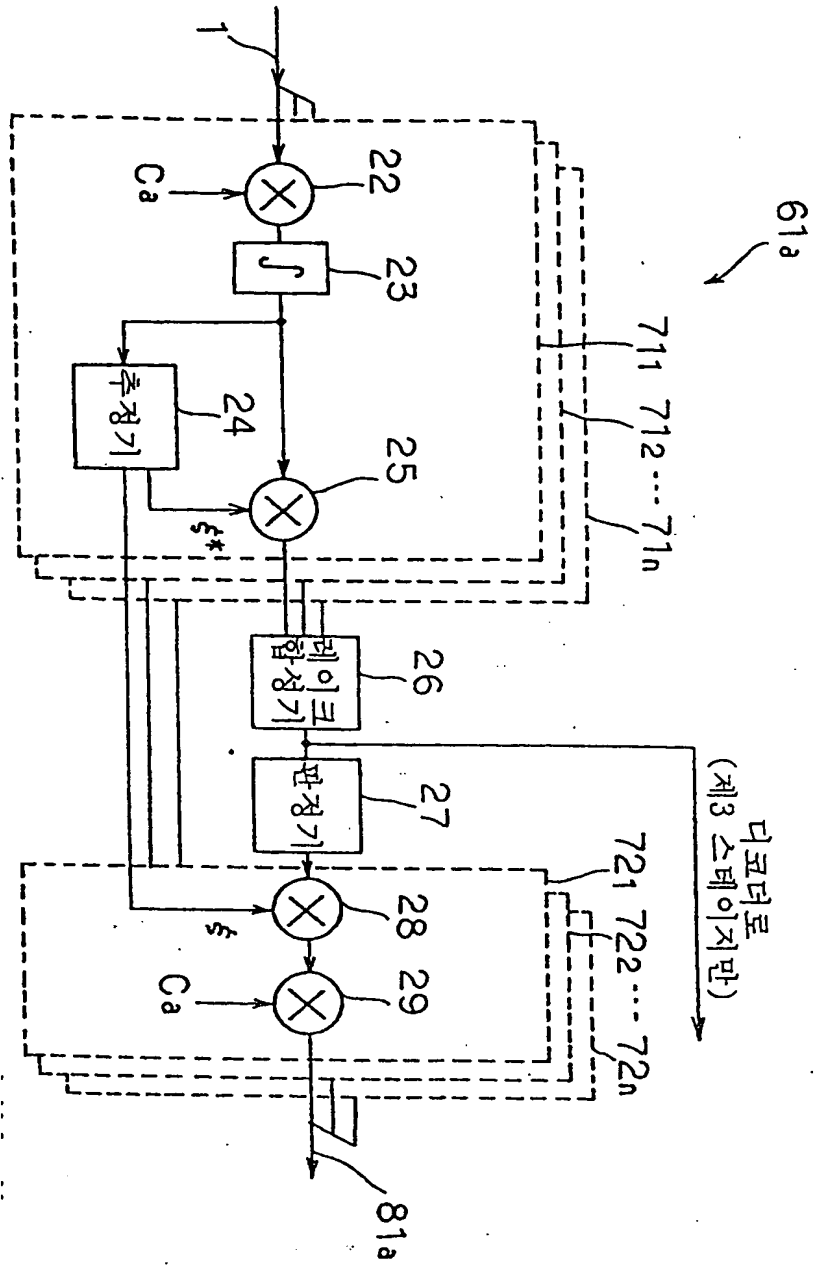 61a
711 712 ... 71n
1
22
Ca
23
∫
24
추정기
25
ξ*
26
레이크
합성기
27
판정기
디코더로
(제3 스테이지만)
721 722 ... 72n
28
ξ
29
Ca
81a